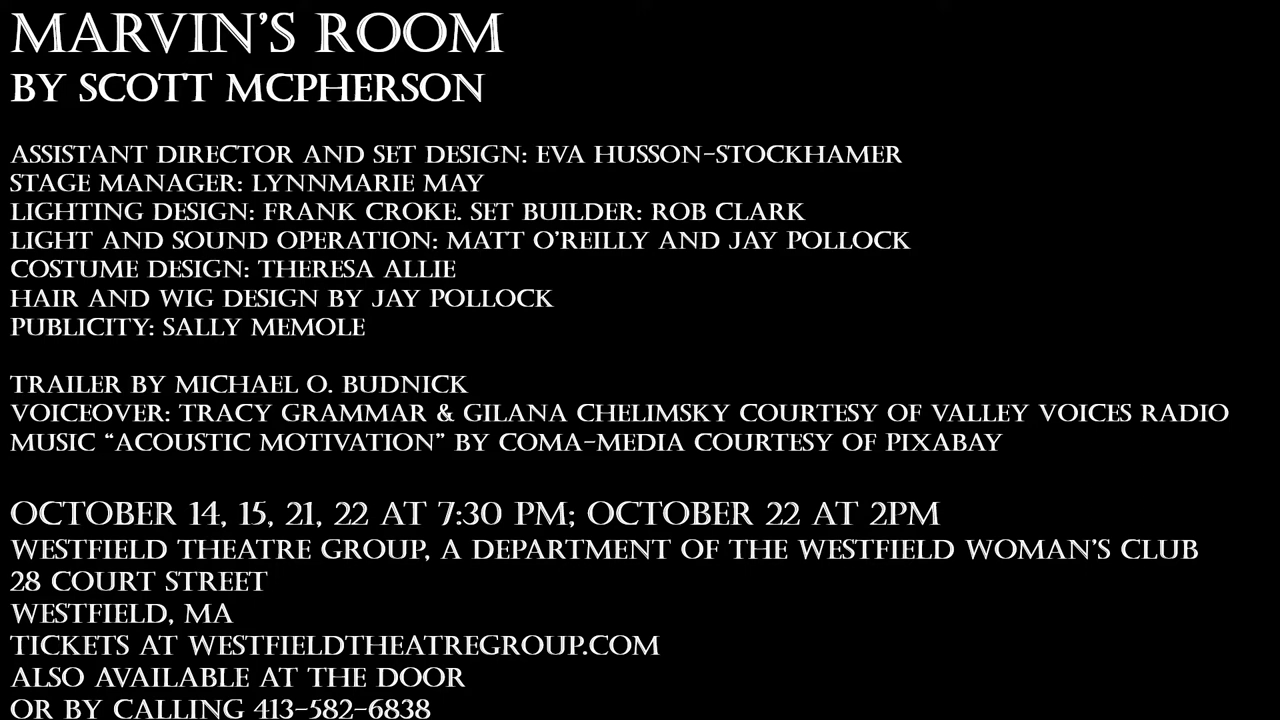 MARVIN'S ROOM
BY SCOTT MCPHERSON
ASSISTANT DIRECTOR AND SET DESIGN: EVA HUSSON-STOCKHAMER
STAGE MANAGER: LYNNMARIE MAY
LIGHTING DESIGN: FRANK CROKE. SET BUILDER: ROB CLARK
LIGHT AND SOUND OPERATION: MATT O'REILLY AND JAY POLLOCK
COSTUME DESIGN: THERESA ALLIE
HAIR AND WIG DESIGN BY JAY POLLOCK
PUBLICITY: SALLY MEMOLE
TRAILER BY MICHAEL O. BUDNICK
VOICEOVER: TRACY GRAMMAR & GILANA CHELIMSKY COURTESY OF VALLEY VOICES RADIO
MUSIC "ACOUSTIC MOTIVATION" BY COMA-MEDIA COURTESY OF PIXABAY
OCTOBER 14, 15, 21, 22 AT 7:30 PM; OCTOBER 22 AT 2PM
WESTFIELD THEATRE GROUP, A DEPARTMENT OF THE WESTFIELD WOMAN'S CLUB
28 COURT STREET
WESTFIELD, MA
TICKETS AT WESTFIELDTHEATREGROUP.COM
ALSO AVAILABLE AT THE DOOR
OR BY CALLING 413-582-6838